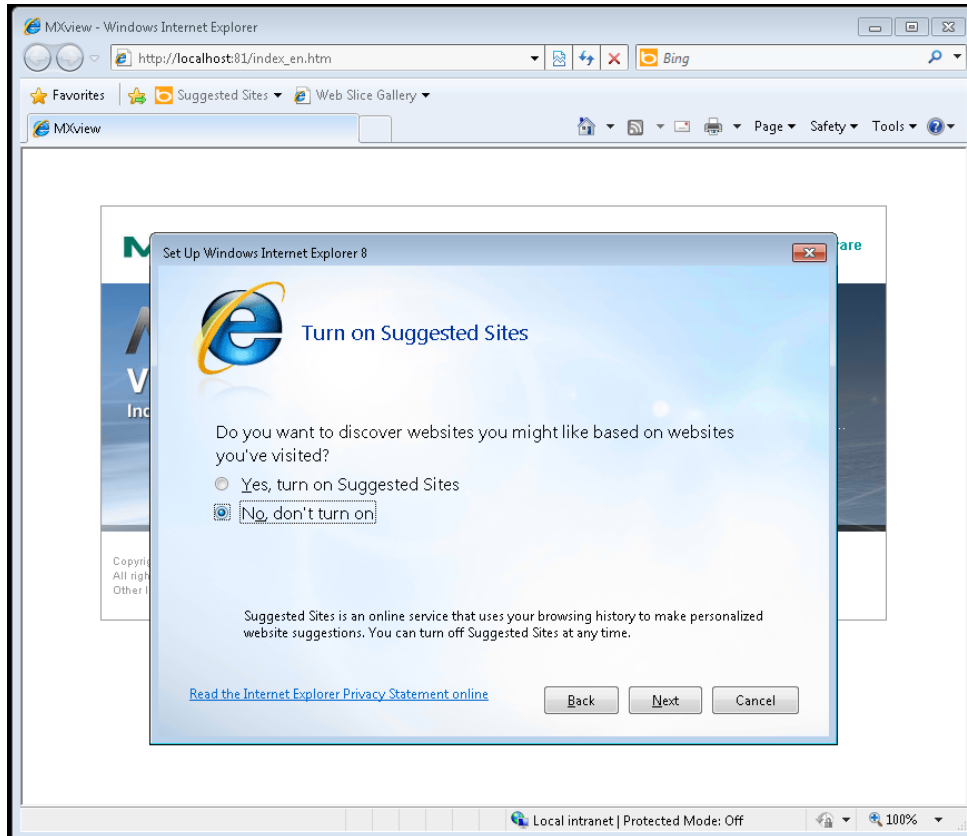 MXview - Windows Internet Explorer
http://localhost:81/index_en.htm
Bing
Favorites
Suggested Sites
Web Slice Gallery
MXview
Page
Safety
Tools
are
Set Up Windows Internet Explorer 8
Turn on Suggested Sites
V
Do you want to discover websites you might like based on websites
you've visited?
Yes, turn on Suggested Sites
No, don't turn on
Copyri
All righ
Other
Suggested Sites is an online service that uses your browsing history to make personalized
website suggestions. You can turn off Suggested Sites at any time.
Read the Internet Explorer Privacy Statement online
Back
Next
Cancel
Local intranet | Protected Mode: Off
100%